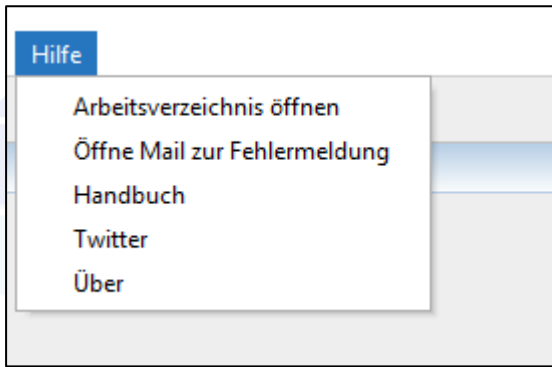 Hilfe
Arbeitsverzeichnis öffnen
Öffne Mail zur Fehlermeldung
Handbuch
Twitter
Über